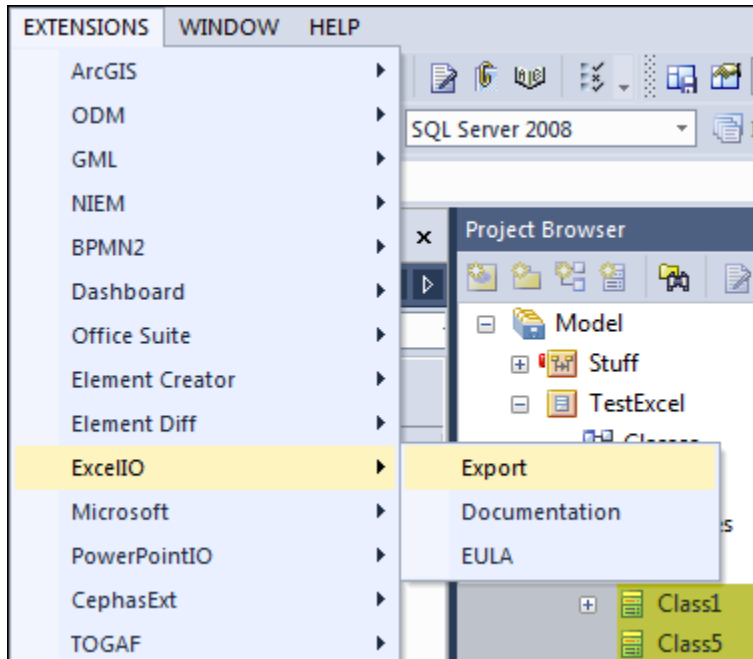 EXTENSIONS WINDOW HELP
ArcGIS
ODM
SQL Server 2008
GML
NIEM
BPMN2
Project Browser
Dashboard
Office Suite
Model
Element Creator
Stuff
Element Diff
TestExcel
ExcelIO
Export
Microsoft
Documentation
PowerPointIO
EULA
CephasExt
Class1
TOGAF
Class5